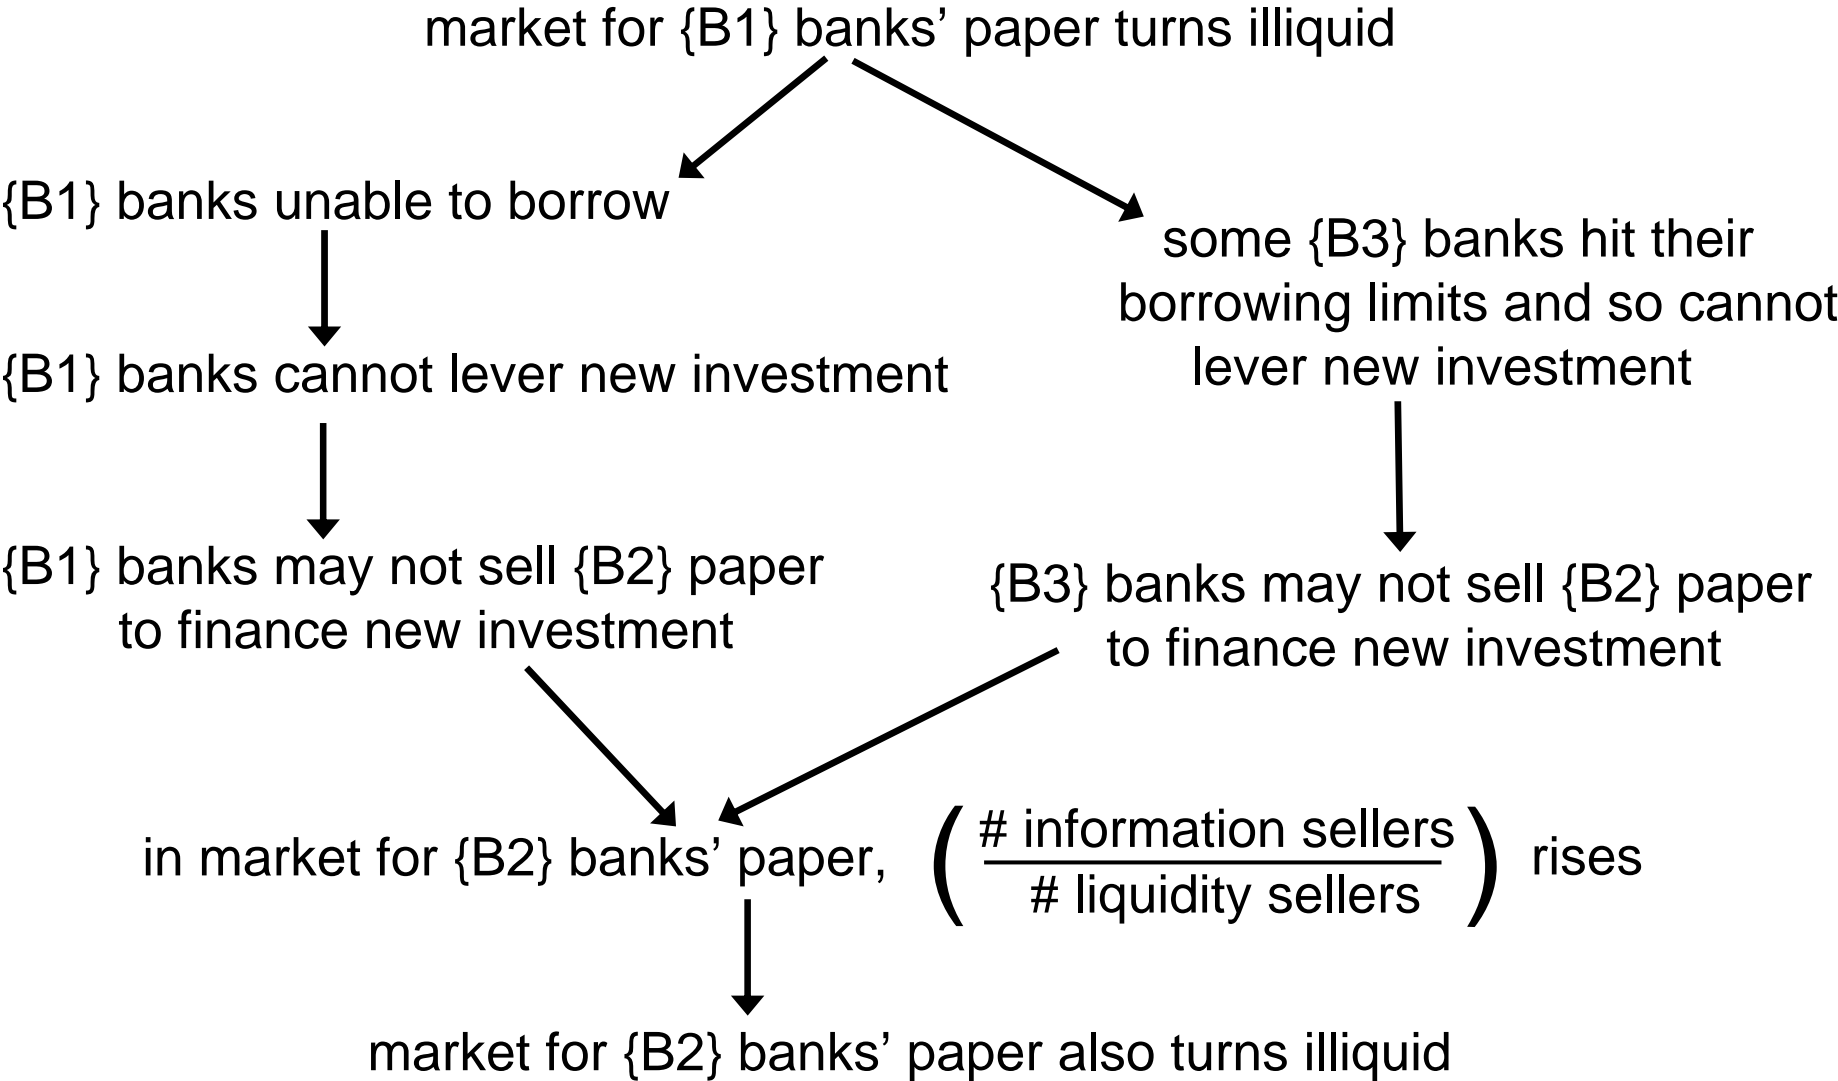 market for {B1} banks’ paper turns illiquid
{B1} banks unable to borrow
some {B3} banks hit their
borrowing limits and so cannot
lever new investment
{B1} banks cannot lever new investment
{B1} banks may not sell {B2} paper
to finance new investment
{B3} banks may not sell {B2} paper
to finance new investment
in market for {B2} banks’ paper, ( # information sellers / # liquidity sellers ) rises
market for {B2} banks’ paper also turns illiquid